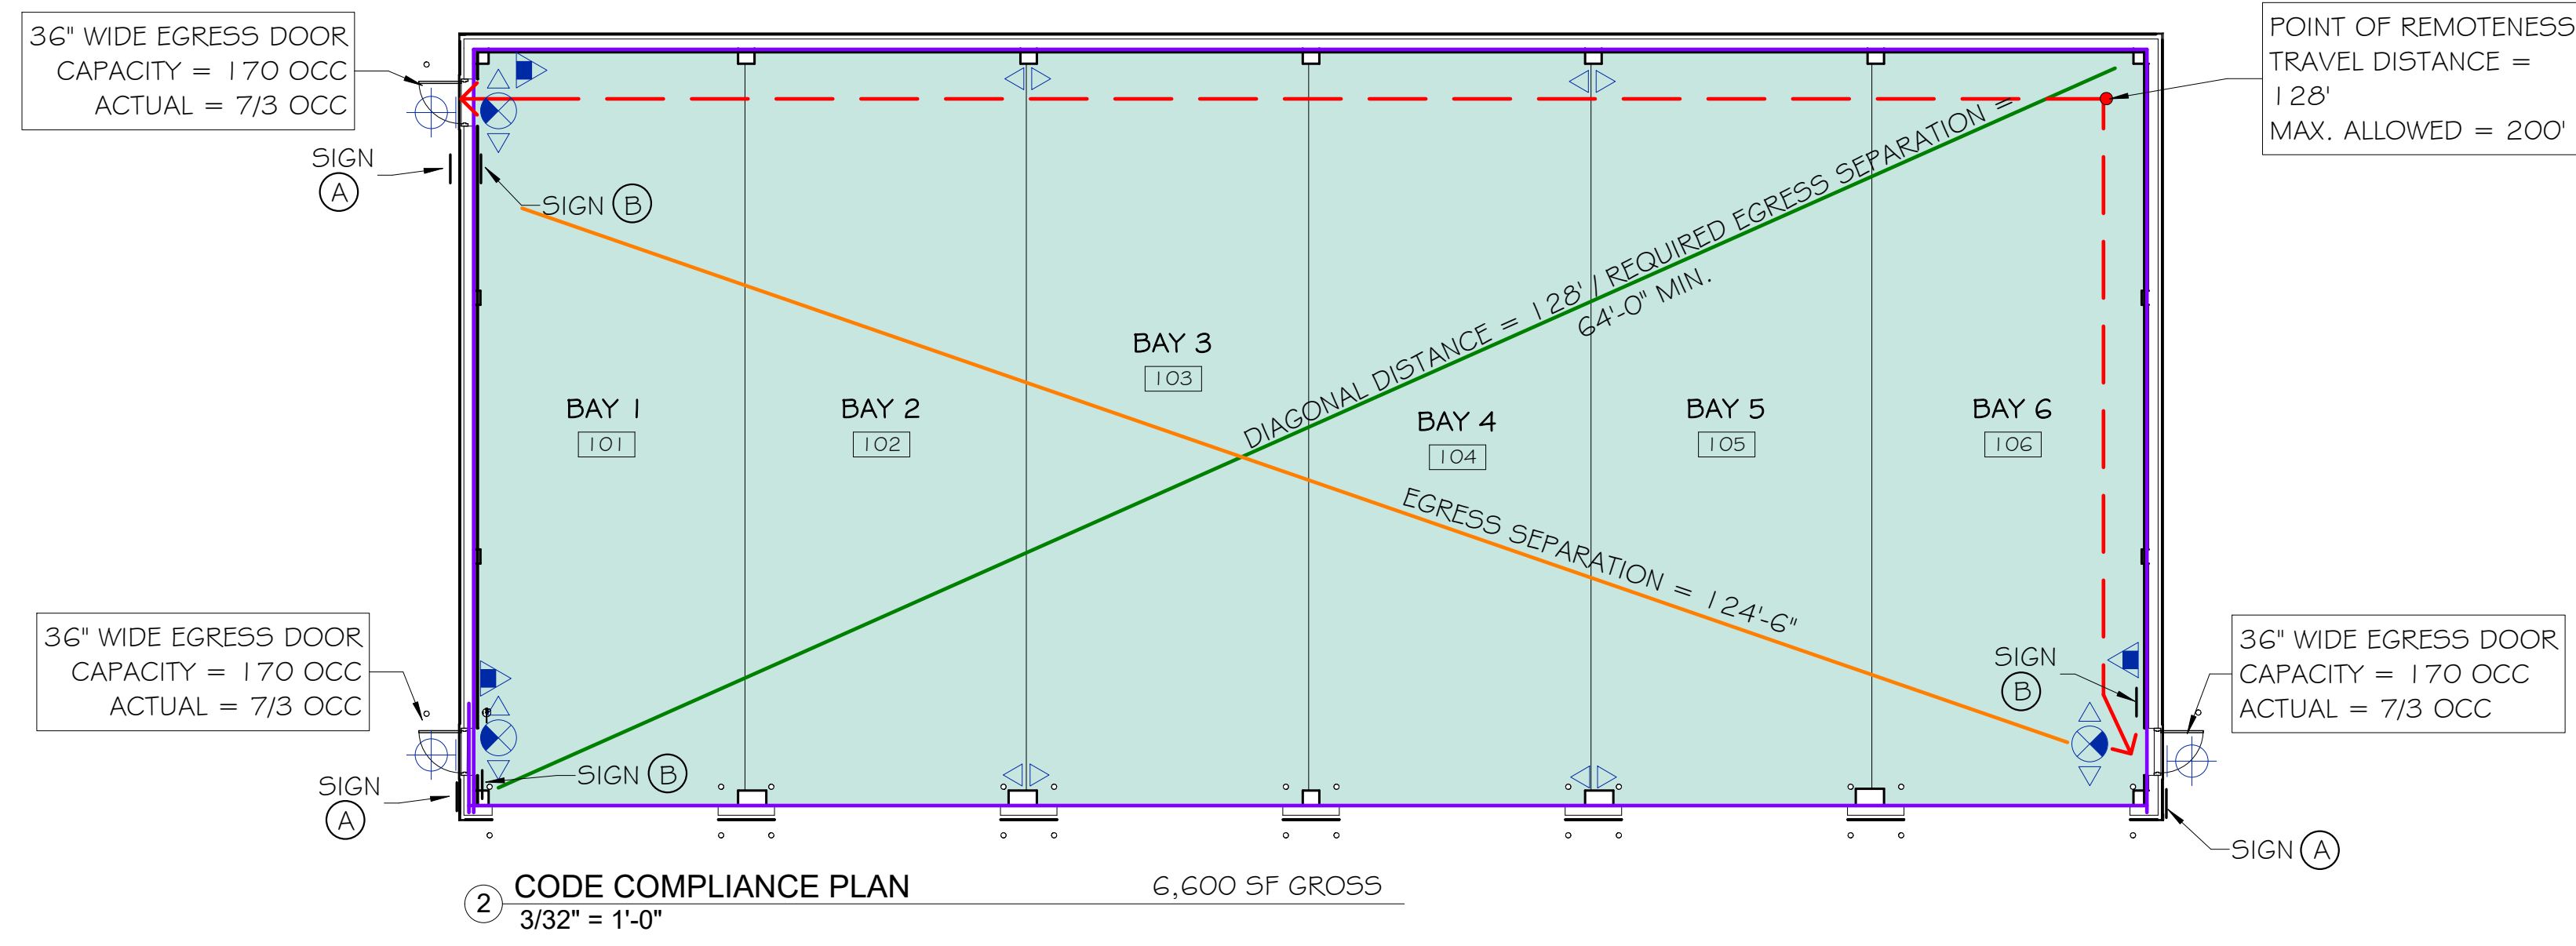 36" WIDE EGRESS DOOR
CAPACITY = 170 OCC
ACTUAL = 7/3 OCC
POINT OF REMOTENESS
TRAVEL DISTANCE =
128'
MAX. ALLOWED = 200'
SIGN
A
SIGN B
DIAGONAL DISTANCE = 128' / REQUIRED EGRESS SEPARATION =
64'-0" MIN.
BAY 1
101
BAY 2
102
BAY 3
103
BAY 4
104
BAY 5
105
BAY 6
106
EGRESS SEPARATION = 124'-6"
36" WIDE EGRESS DOOR
CAPACITY = 170 OCC
ACTUAL = 7/3 OCC
SIGN
B
36" WIDE EGRESS DOOR
CAPACITY = 170 OCC
ACTUAL = 7/3 OCC
SIGN
A
SIGN B
SIGN A
2
CODE COMPLIANCE PLAN
6,600 SF GROSS
3/32" = 1'-0"